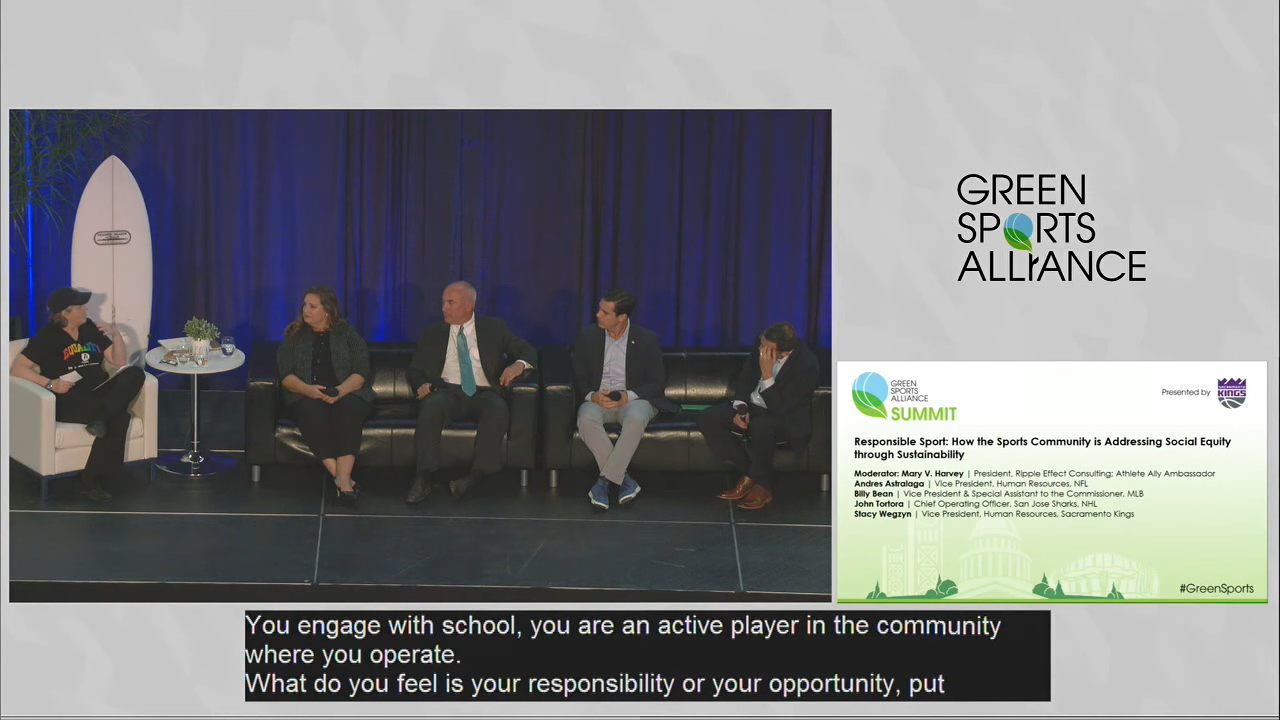 EQUALITY
GREEN
SPORTS
ALLIANCE
GREEN
SPORTS
ALLIANCE
SUMMIT
Presented by
SACRAMENTO
KINGS
Responsible Sport: How the Sports Community is Addressing Social Equity
through Sustainability
Moderator: Mary V. Harvey | President, Ripple Effect Consulting; Athlete Ally Ambassador
Andres Astralaga | Vice President, Human Resources, NFL
Billy Bean | Vice President & Special Assistant to the Commissioner, MLB
John Tortora | Chief Operating Officer, San Jose Sharks, NHL
Stacy Wegzyn | Vice President, Human Resources, Sacramento Kings
#GreenSports
You engage with school, you are an active player in the community
where you operate.
What do you feel is your responsibility or your opportunity, put